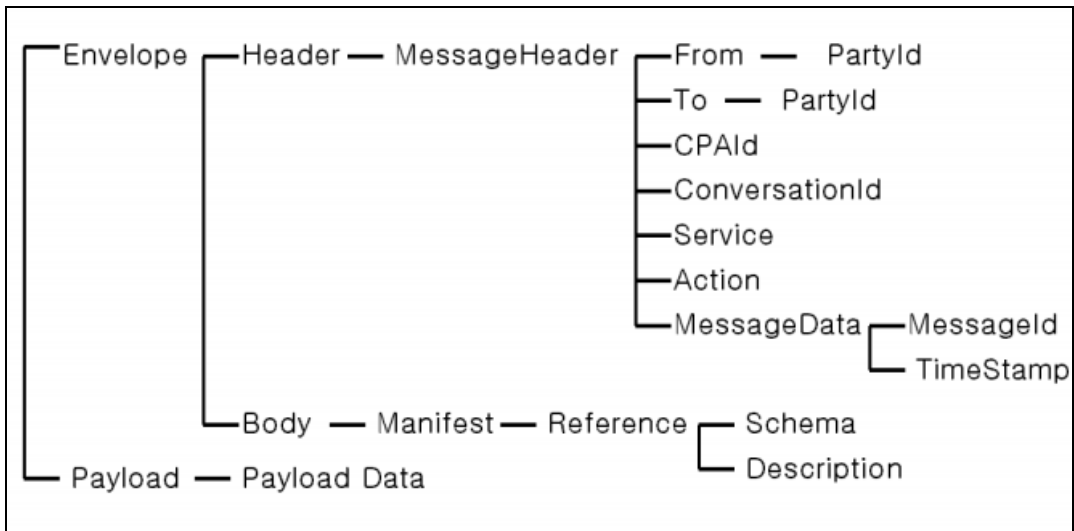 Envelope Header MessageHeader From PartyId
To PartyId
CPAId
ConversationId
Service
Action
MessageData MessageId
TimeStamp
Body Manifest Reference Schema
Description
Payload Payload Data